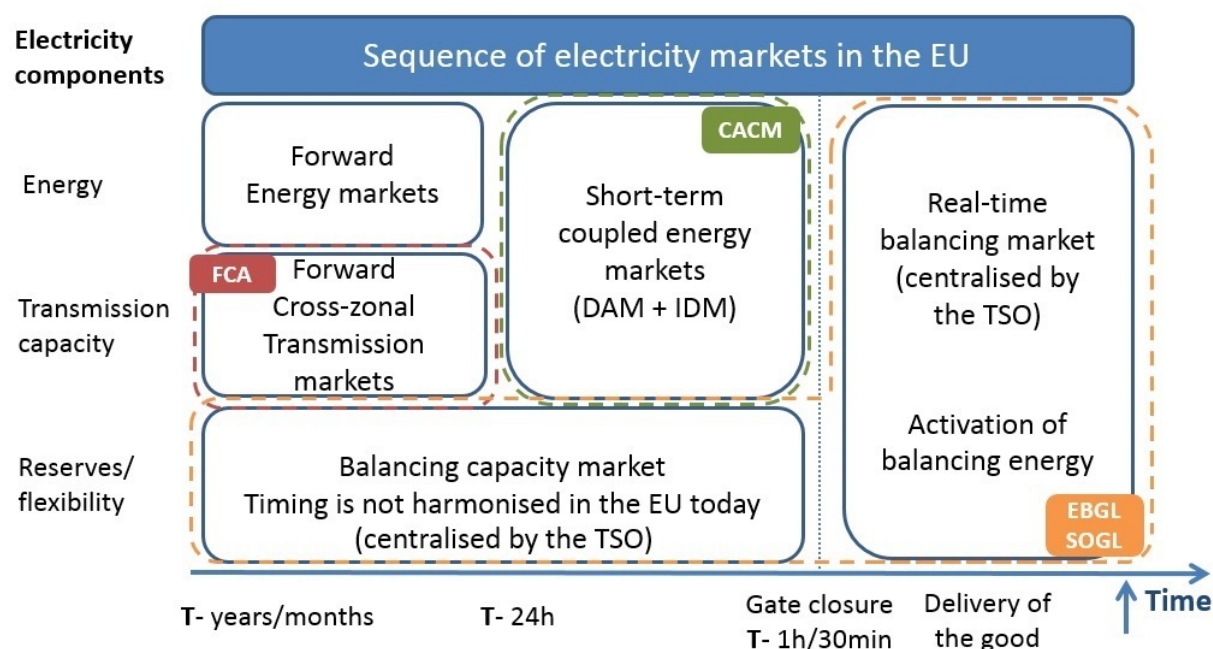 Electricity
components
Sequence of electricity markets in the EU
Energy
Forward
Energy markets
CACM
Short-term
coupled energy
markets
(DAM + IDM)
Real-time
balancing market
(centralised by
the TSO)
Transmission
capacity
FCA
Forward
Cross-zonal
Transmission
markets
Reserves/
flexibility
Balancing capacity market
Timing is not harmonised in the EU today
(centralised by the TSO)
Activation of
balancing energy
EBGL
SOGL
T- years/months
T- 24h
Gate closure
T- 1h/30min
Delivery of
the good
Time